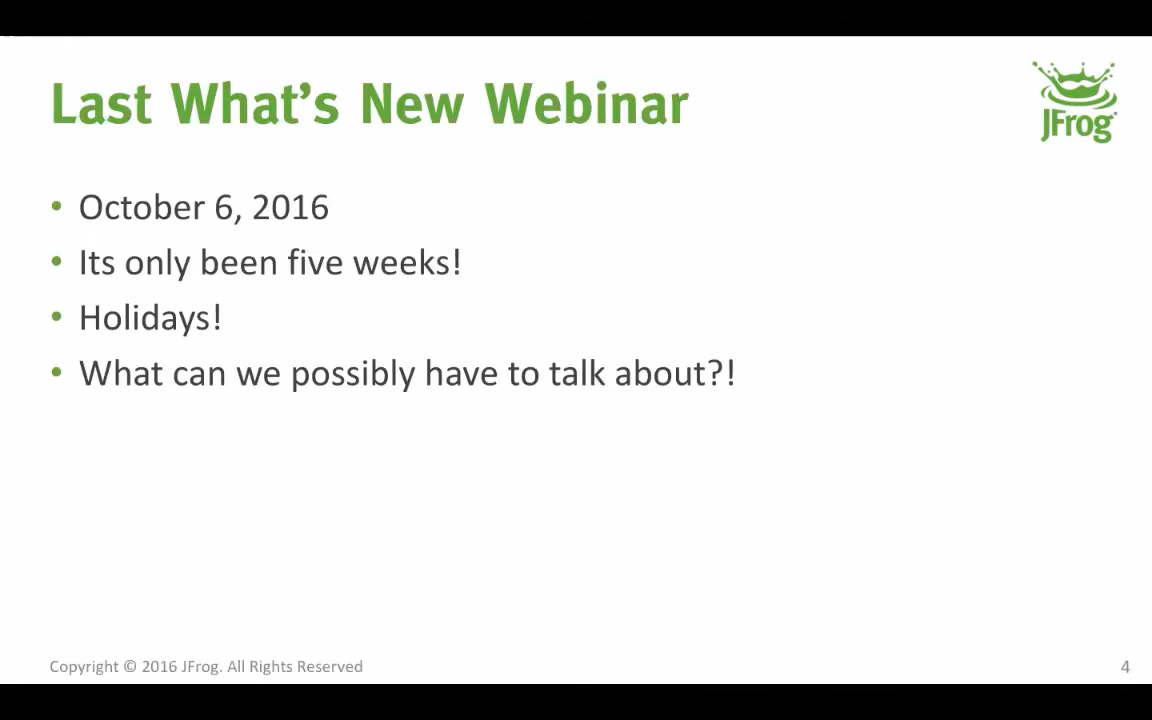 Last What's New Webinar
JFrog
• October 6, 2016
• Its only been five weeks!
• Holidays!
• What can we possibly have to talk about?!
Copyright © 2016 JFrog. All Rights Reserved
4